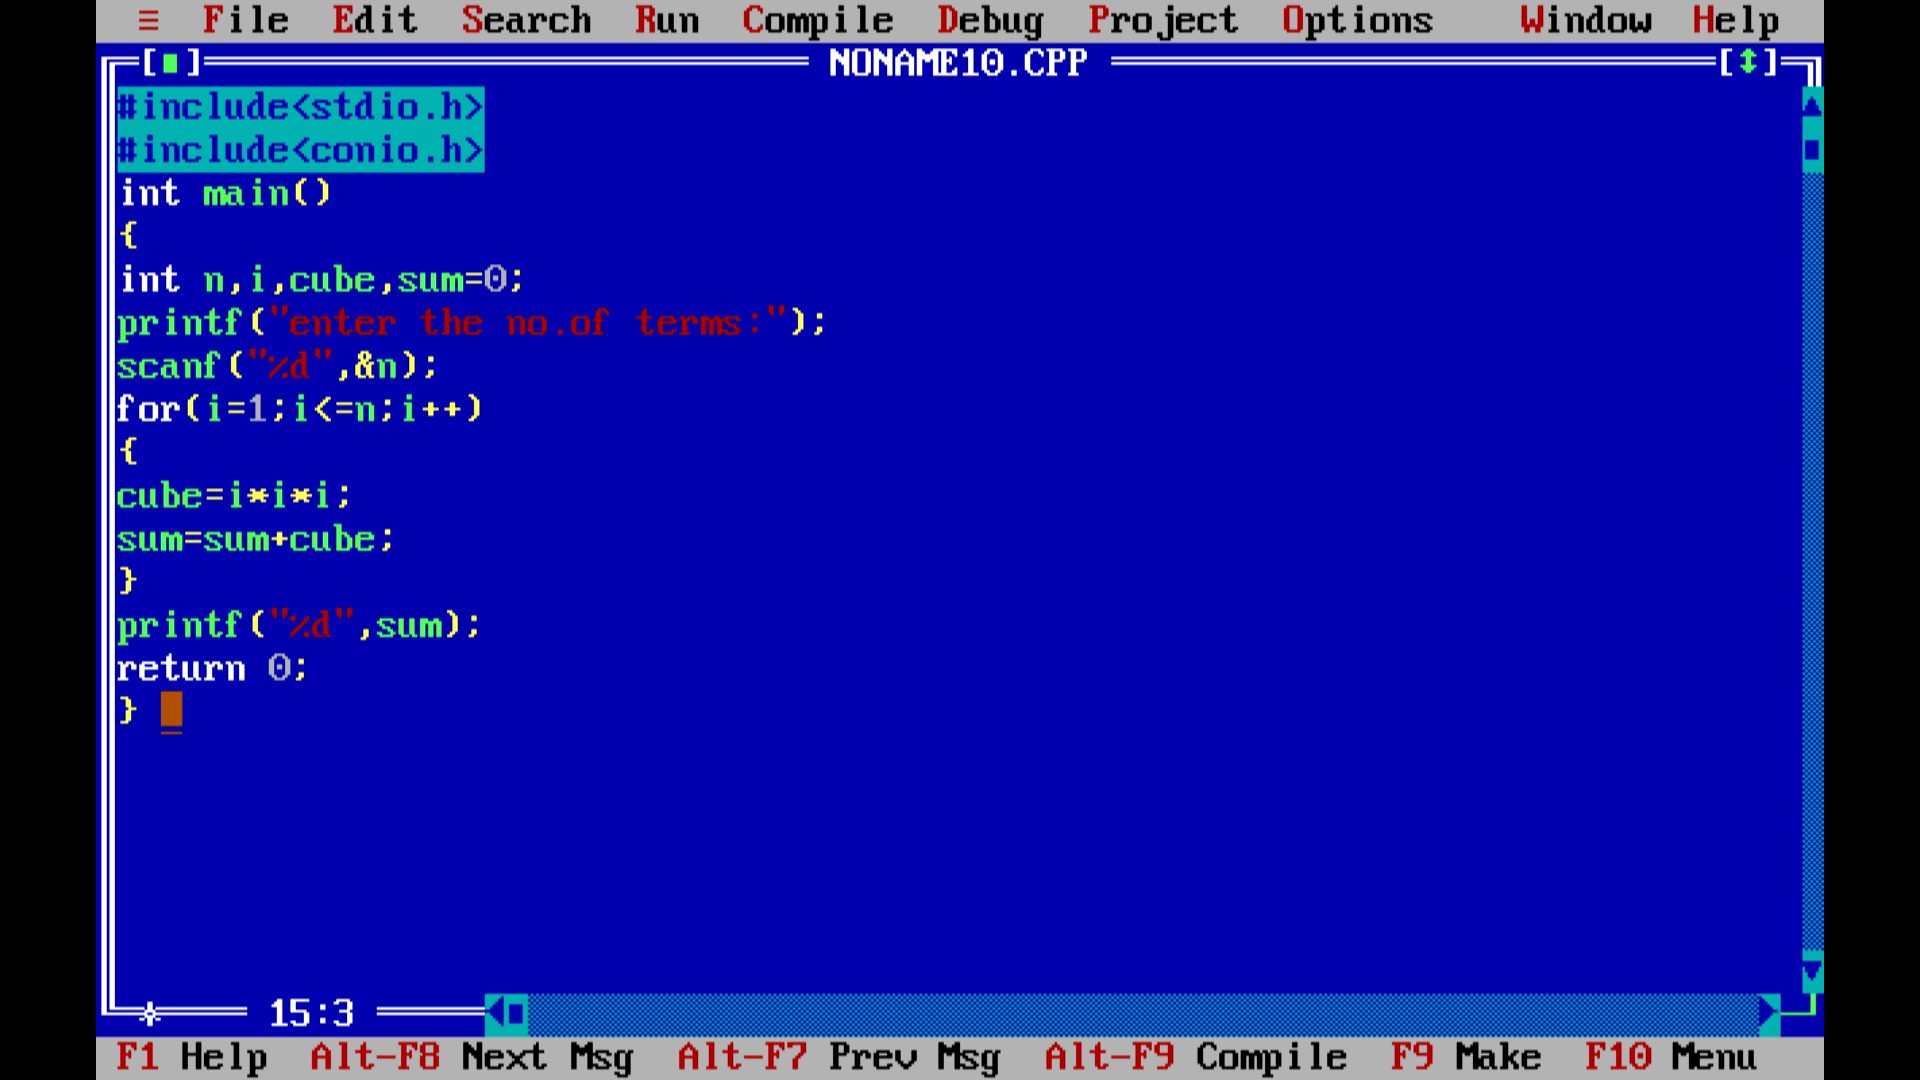 ≡ File Edit Search Run Compile Debug Project Options Window Help
[■] NONAME10.CPP [↕]
#include<stdio.h>
#include<conio.h>
int main()
{
int n,i,cube,sum=0;
printf("enter the no.of terms:");
scanf("%d",&n);
for(i=1;i<=n;i++)
{
cube=i*i*i;
sum=sum+cube;
}
printf("%d",sum);
return 0;
}
15:3
F1 Help Alt-F8 Next Msg Alt-F7 Prev Msg Alt-F9 Compile F9 Make F10 Menu